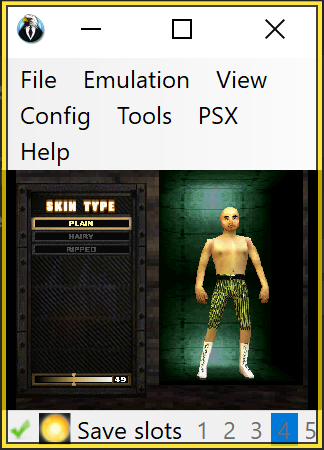 File Emulation View
Config Tools PSX
Help
SKIN TYPE
PLAIN
HAIRY
RIPPED
49
Save slots 1 2 3 4 5